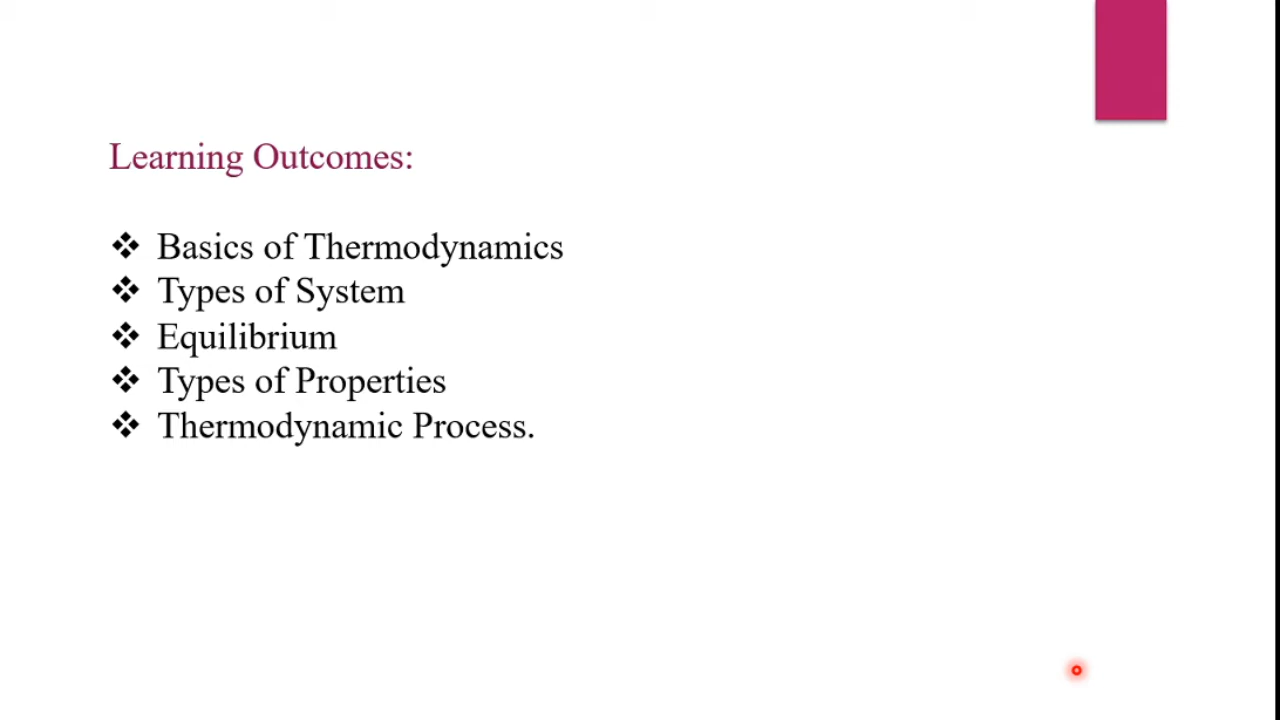 Learning Outcomes:
❖ Basics of Thermodynamics
❖ Types of System
❖ Equilibrium
❖ Types of Properties
❖ Thermodynamic Process.